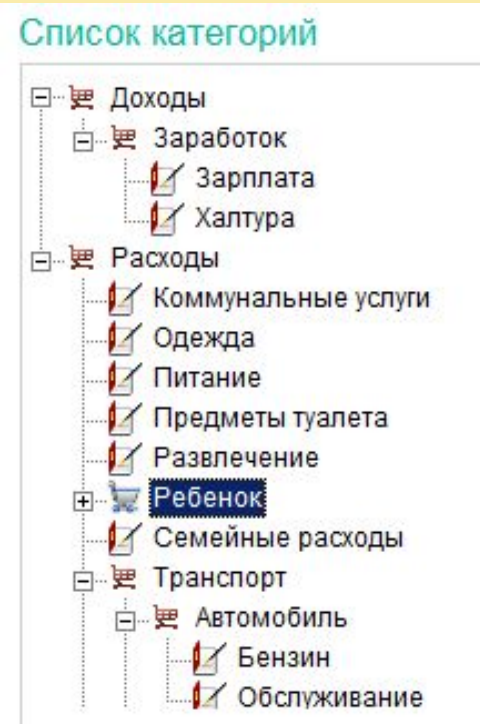 Список категорий
Доходы
Заработок
Зарплата
Халтура
Расходы
Коммунальные услуги
Одежда
Питание
Предметы туалета
Развлечение
Ребенок
Семейные расходы
Транспорт
Автомобиль
Бензин
Обслуживание